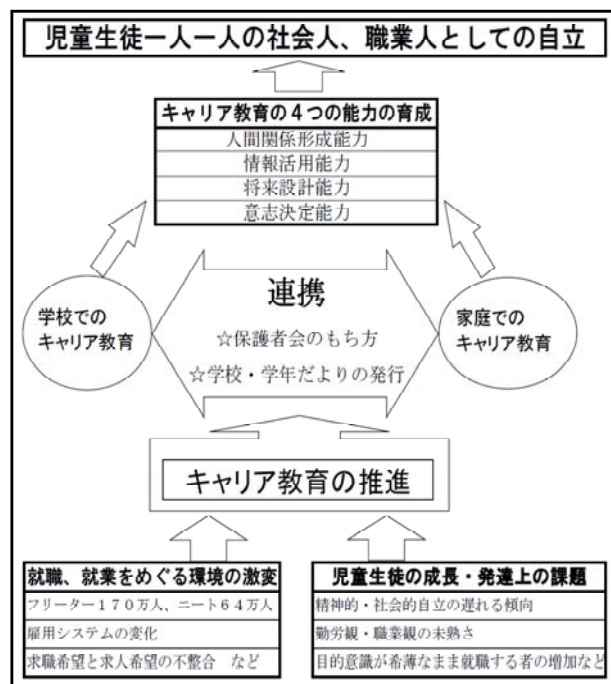 児童生徒一人一人の社会人、職業人としての自立
キャリア教育の４つの能力の育成
人間関係形成能力
情報活用能力
将来設計能力
意志決定能力
学校での
キャリア教育
連携
☆保護者会のもち方
☆学校・学年だよりの発行
家庭での
キャリア教育
キャリア教育の推進
就職、就業をめぐる環境の激変
フリーター１７０万人、ニート６４万人
雇用システムの変化
求職希望と求人希望の不整合　など
児童生徒の成長・発達上の課題
精神的・社会的自立の遅れる傾向
勤労観・職業観の未熟さ
目的意識が希薄なまま就職する者の増加など